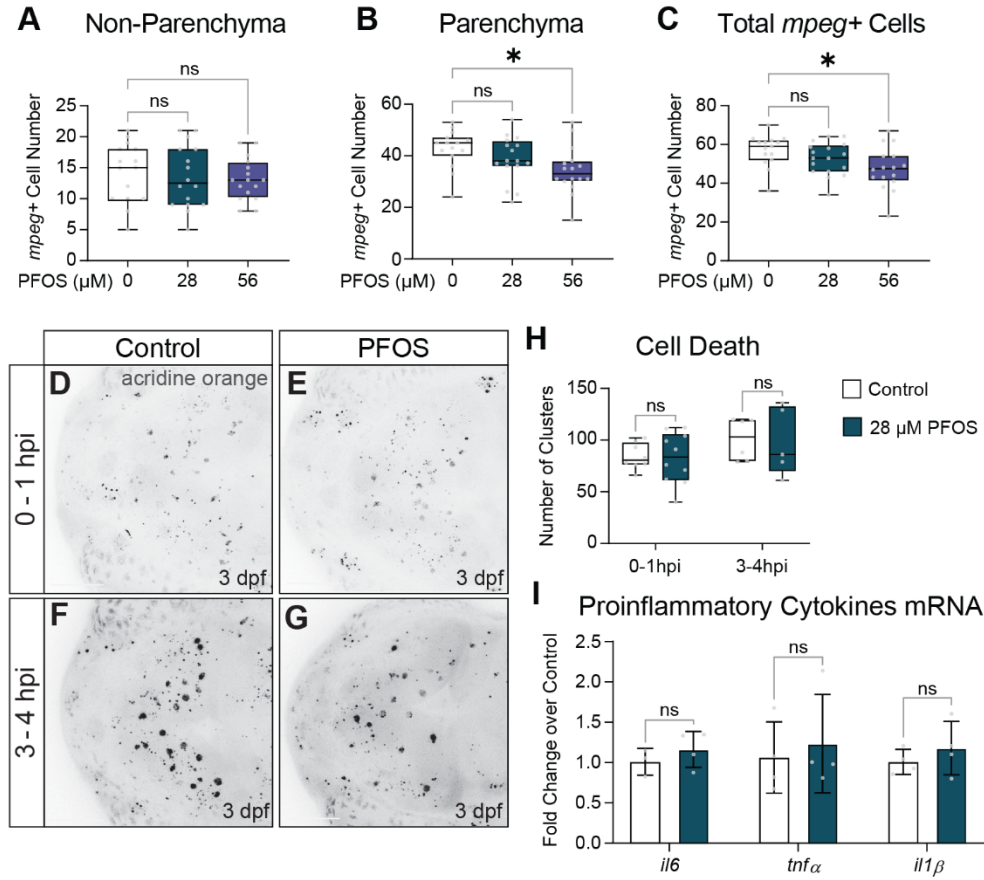 A Non-Parenchyma
ns
ns
mpeg+ Cell Number
25
20
15
10
5
0
PFOS (µM) 0 28 56
B Parenchyma
*
ns
mpeg+ Cell Number
60
40
20
0
PFOS (µM) 0 28 56
C Total mpeg+ Cells
*
ns
mpeg+ Cell Number
80
60
40
20
0
PFOS (µM) 0 28 56
Control PFOS
0 - 1 hpi
D acridine orange
3 dpf
E
3 dpf
3 - 4 hpi
F
3 dpf
G
3 dpf
H Cell Death
ns
ns
Number of Clusters
150
100
50
0
0-1hpi 3-4hpi
Control
28 µM PFOS
I Proinflammatory Cytokines mRNA
ns
ns
ns
Fold Change over Control
2.5
2.0
1.5
1.0
0.5
0.0
il6 tnfα il1β